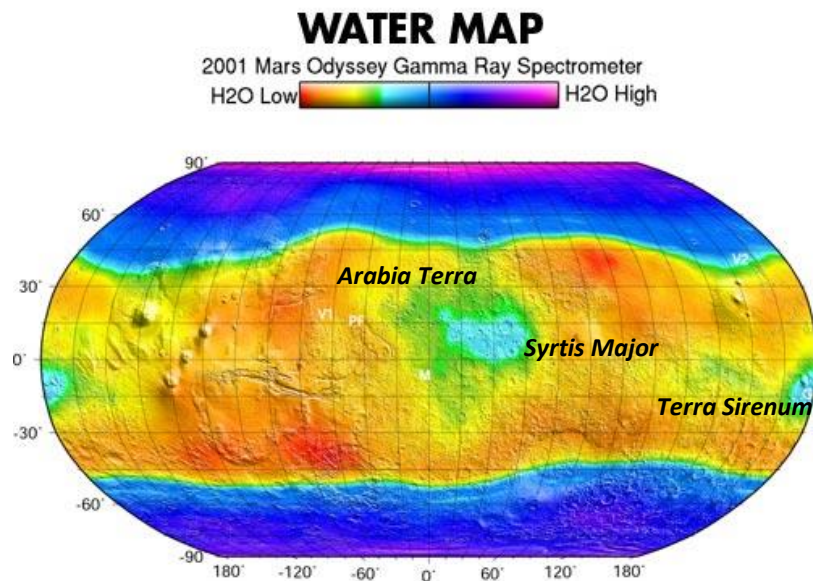 WATER MAP
2001 Mars Odyssey Gamma Ray Spectrometer
H2O Low H2O High
90°
60°
V2
30° Arabia Terra
V1 PF
0° Syrtis Major
M
Terra Sirenum
-30°
-60°
-90°
180° -120° -60° 0° 60° 120° 180°